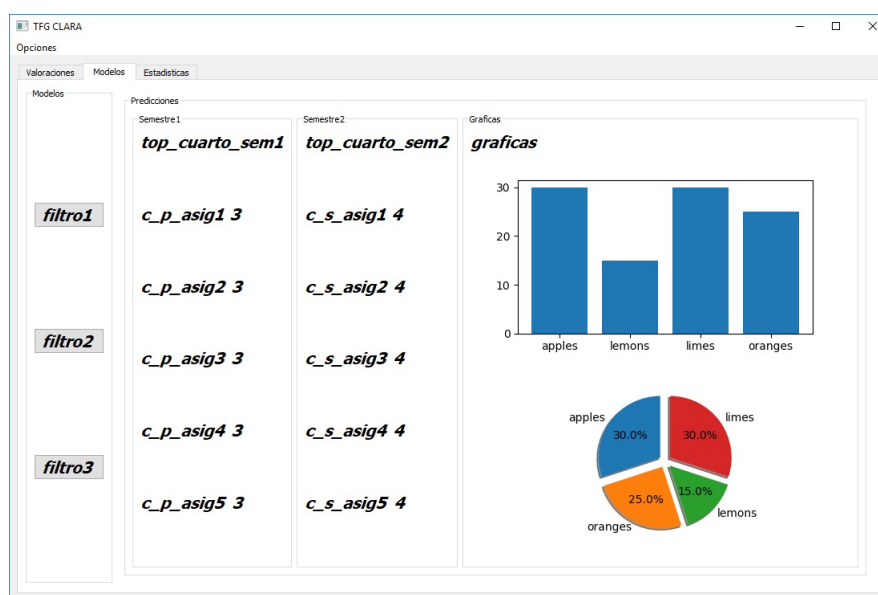 TFG CLARA
Opciones
Valoraciones Modelos Estadisticas
Modelos
filtro1
filtro2
filtro3
Predicciones
Semestre1
top_cuarto_sem1
c_p_asig1 3
c_p_asig2 3
c_p_asig3 3
c_p_asig4 3
c_p_asig5 3
Semestre2
top_cuarto_sem2
c_s_asig1 4
c_s_asig2 4
c_s_asig3 4
c_s_asig4 4
c_s_asig5 4
Graficas
graficas
30
20
10
0
apples lemons limes oranges
apples limes
30.0% 30.0%
25.0% 15.0%
oranges lemons